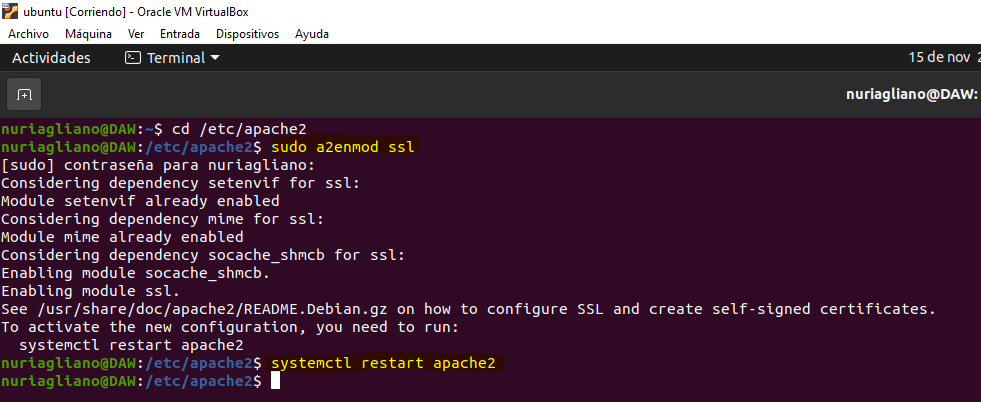 ubuntu [Corriendo] - Oracle VM VirtualBox
Archivo Máquina Ver Entrada Dispositivos Ayuda
Actividades Terminal 15 de nov 2
nuriagliano@DAW:
nuriagliano@DAW:~$ cd /etc/apache2
nuriagliano@DAW:/etc/apache2$ sudo a2enmod ssl
[sudo] contraseña para nuriagliano:
Considering dependency setenvif for ssl:
Module setenvif already enabled
Considering dependency mime for ssl:
Module mime already enabled
Considering dependency socache_shmcb for ssl:
Enabling module socache_shmcb.
Enabling module ssl.
See /usr/share/doc/apache2/README.Debian.gz on how to configure SSL and create self-signed certificates.
To activate the new configuration, you need to run:
  systemctl restart apache2
nuriagliano@DAW:/etc/apache2$ systemctl restart apache2
nuriagliano@DAW:/etc/apache2$